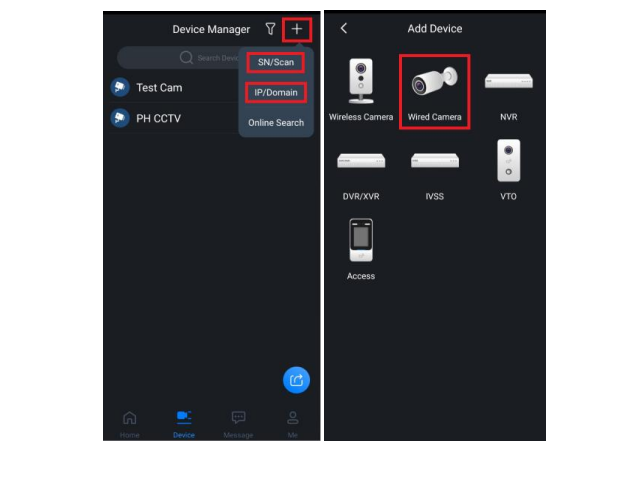 Device Manager
Search Devic
SN/Scan
Test Cam
IP/Domain
PH CCTV
Online Search
Home
Device
Message
Me
Add Device
Wireless Camera
Wired Camera
NVR
DVR/XVR
IVSS
VTO
Access